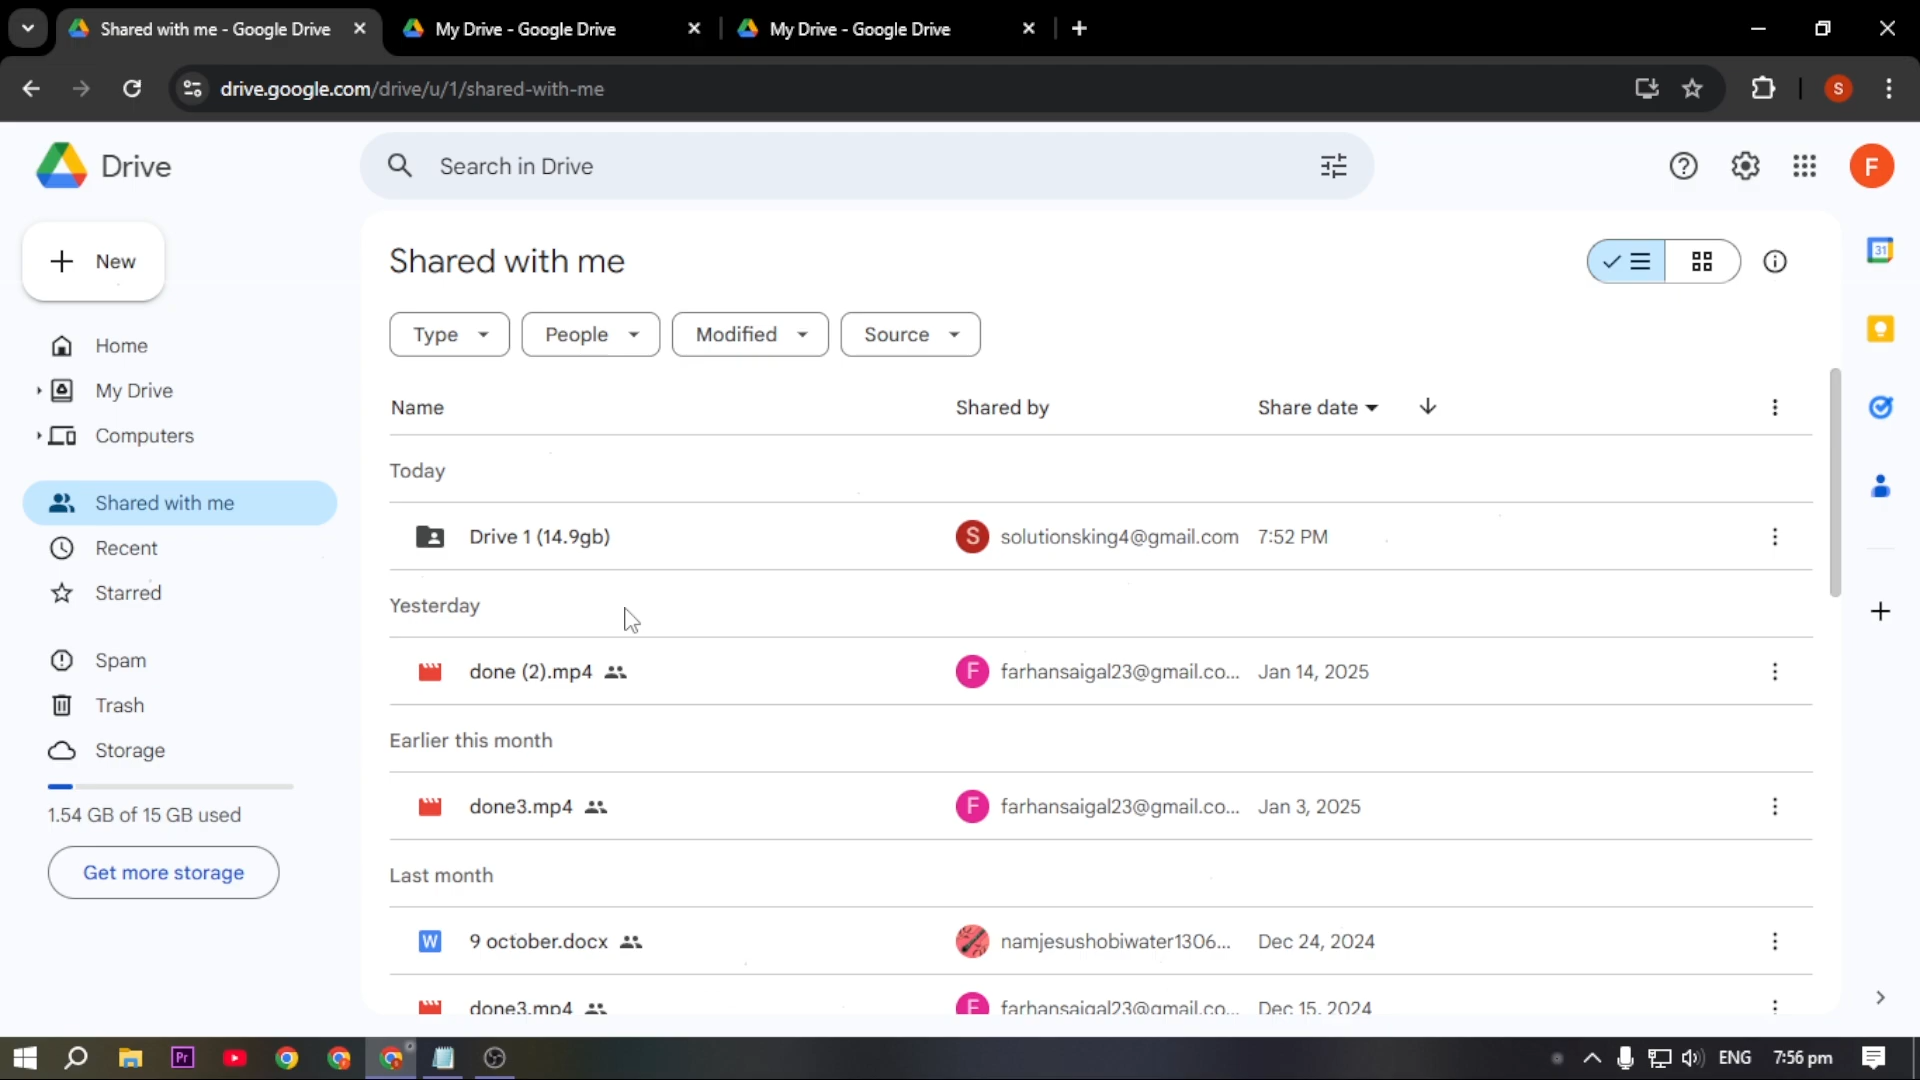 Shared with me - Google Drive
My Drive - Google Drive
My Drive - Google Drive
drive.google.com/drive/u/1/shared-with-me
S
Drive
Search in Drive
F
New
Home
My Drive
Computers
Shared with me
Recent
Starred
Spam
Trash
Storage
1.54 GB of 15 GB used
Get more storage
Shared with me
Type
People
Modified
Source
Name
Shared by
Share date
Today
Drive 1 (14.9gb)
S
solutionsking4@gmail.com
7:52 PM
Yesterday
done (2).mp4
F
farhansaigal23@gmail.co...
Jan 14, 2025
Earlier this month
done3.mp4
F
farhansaigal23@gmail.co...
Jan 3, 2025
Last month
W
9 october.docx
namjesushobiwater1306...
Dec 24, 2024
done3.mp4
F
farhansaigal23@gmail.co...
Dec 15, 2024
31
Pr
ENG
7:56 pm